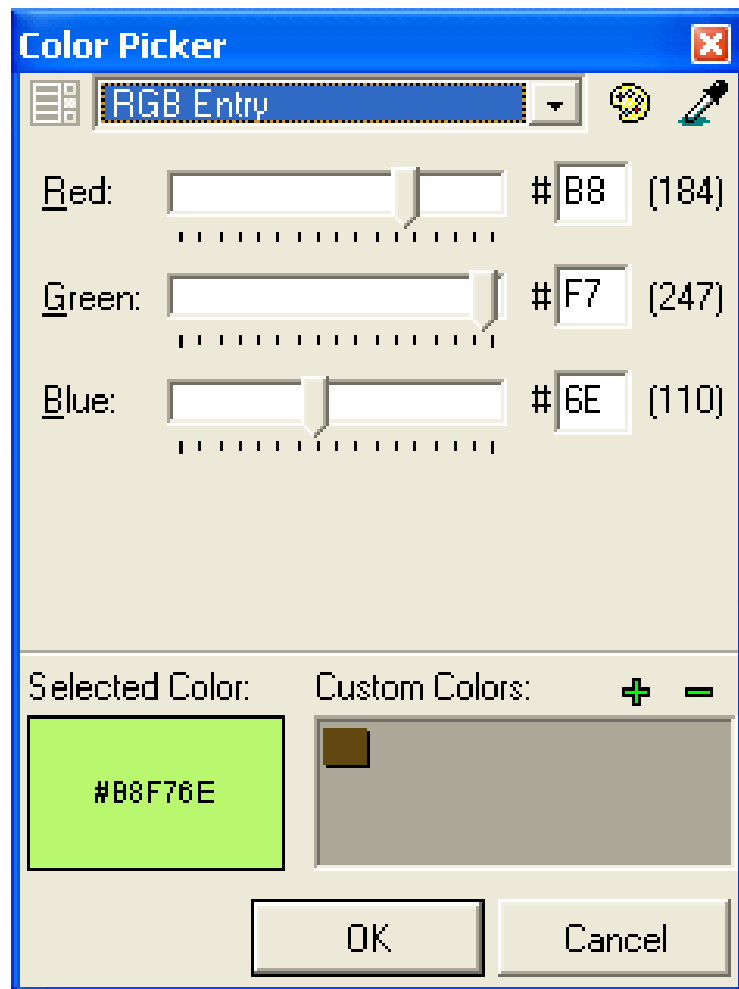 Color Picker
RGB Entry
Red: # B8 (184)
Green: # F7 (247)
Blue: # 6E (110)
Selected Color: Custom Colors:
#B8F76E
OK Cancel